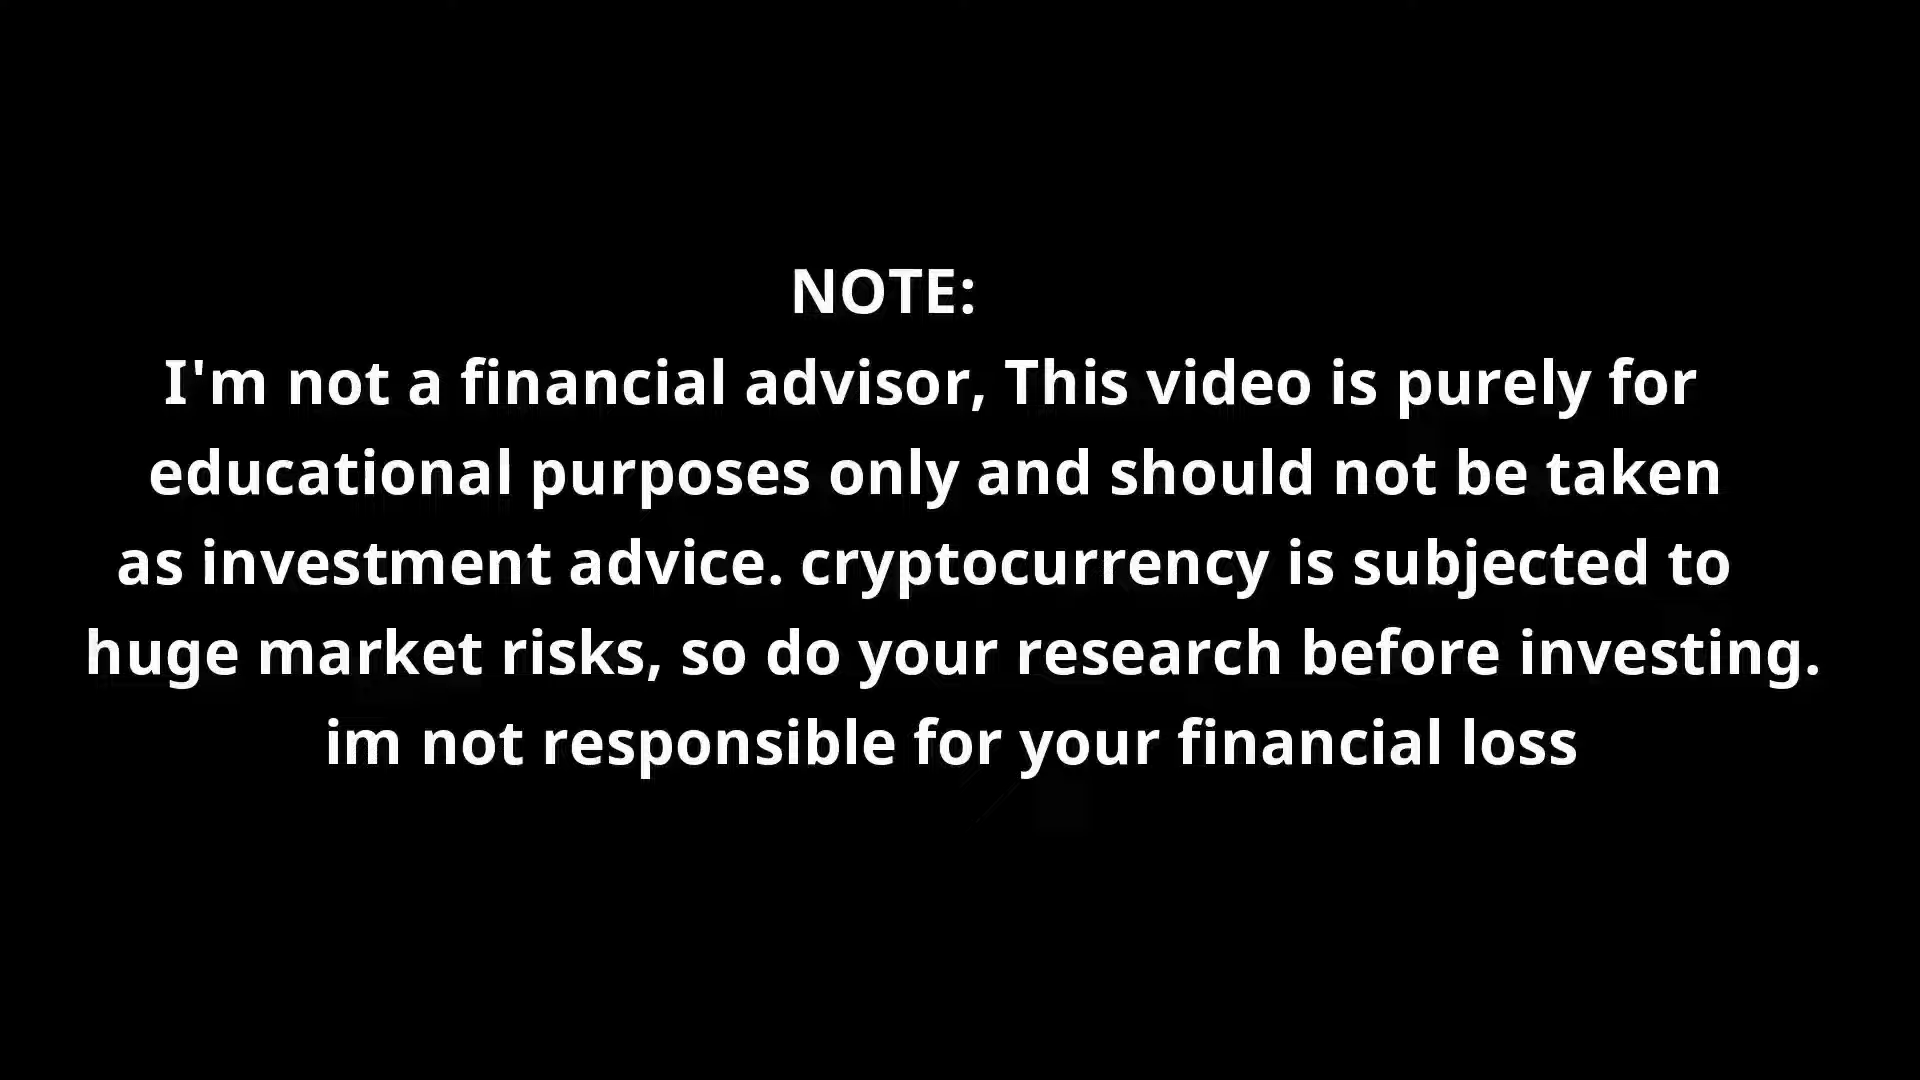 NOTE:
I'm not a financial advisor, This video is purely for
educational purposes only and should not be taken
as investment advice. cryptocurrency is subjected to
huge market risks, so do your research before investing.
im not responsible for your financial loss